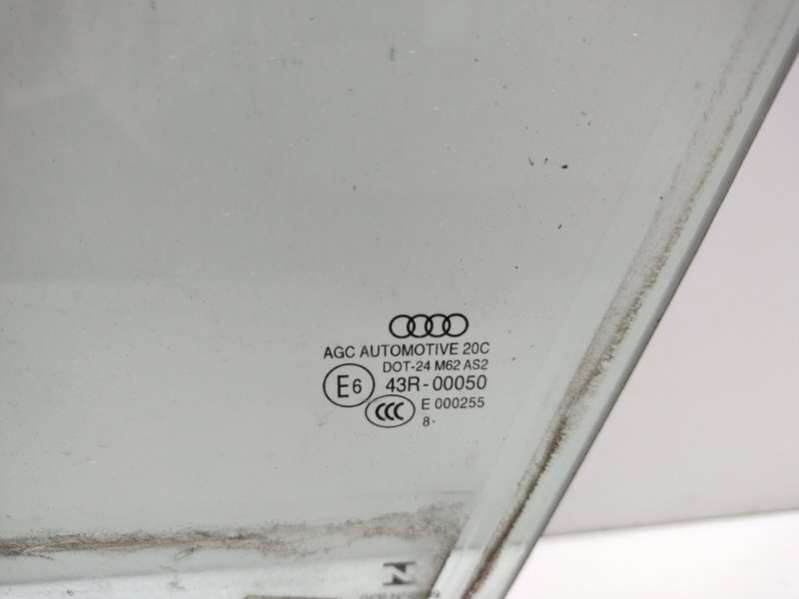 AGC AUTOMOTIVE 20C
DOT-24 M62 AS2
E6 43R-00050
CCC E 000255
8·
N